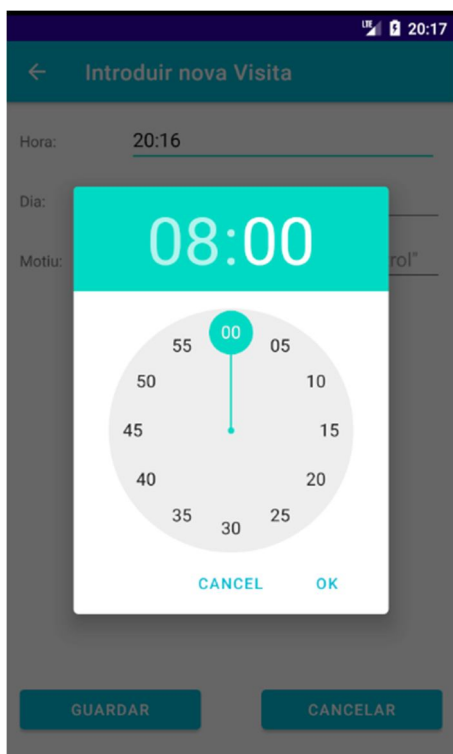 LTE 20:17
← Introduir nova Visita
Hora: 20:16
Dia:
Motiu: rol"
08:00
00
55 05
50 10
45 15
40 20
35 25
30
CANCEL OK
GUARDAR CANCELAR